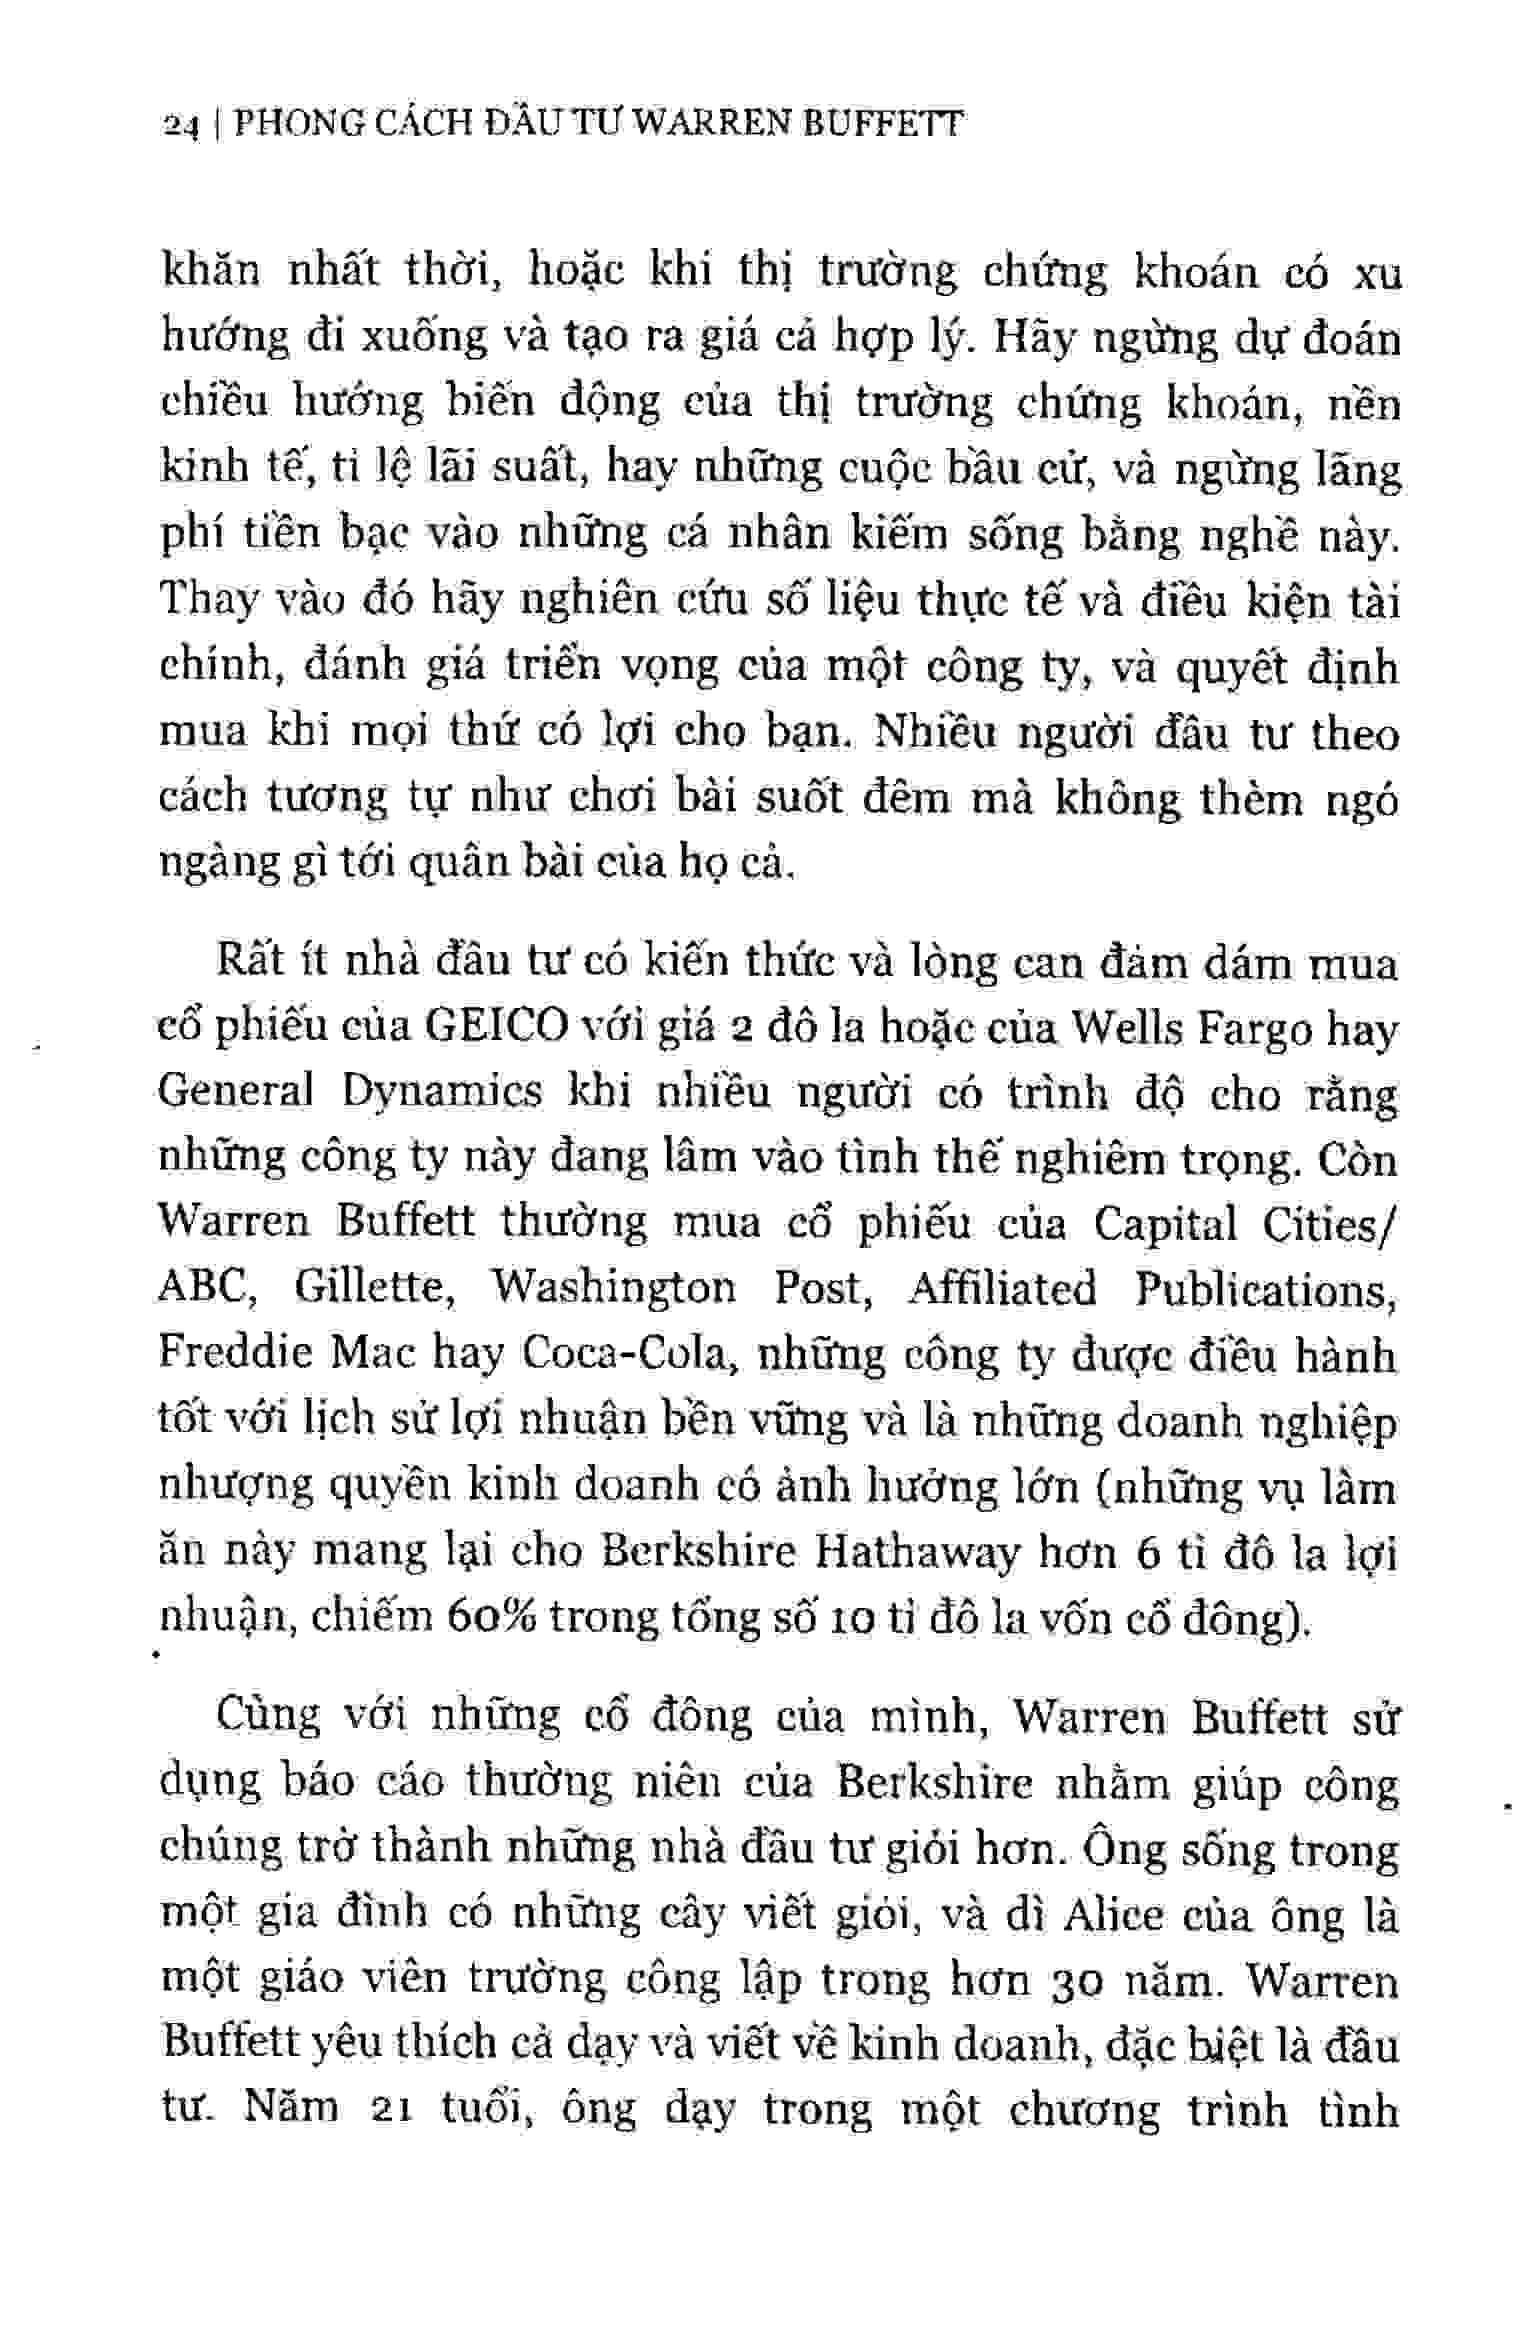 24 | PHONG CÁCH ĐẦU TƯ WARREN BUFFETT
khăn nhất thời, hoặc khi thị trường chứng khoán có xu
hướng đi xuống và tạo ra giá cả hợp lý. Hãy ngừng dự đoán
chiều hướng biến động của thị trường chứng khoán, nền
kinh tế, tỉ lệ lãi suất, hay những cuộc bầu cử, và ngừng lãng
phí tiền bạc vào những cá nhân kiếm sống bằng nghề này.
Thay vào đó hãy nghiên cứu số liệu thực tế và điều kiện tài
chính, đánh giá triển vọng của một công ty, và quyết định
mua khi mọi thứ có lợi cho bạn. Nhiều người đầu tư theo
cách tương tự như chơi bài suốt đêm mà không thèm ngó
ngàng gì tới quân bài của họ cả.
Rất ít nhà đầu tư có kiến thức và lòng can đảm dám mua
cổ phiếu của GEICO với giá 2 đô la hoặc của Wells Fargo hay
General Dynamics khi nhiều người có trình độ cho rằng
những công ty này đang lâm vào tình thế nghiêm trọng. Còn
Warren Buffett thường mua cổ phiếu của Capital Cities/
ABC, Gillette, Washington Post, Affiliated Publications,
Freddie Mac hay Coca-Cola, những công ty được điều hành
tốt với lịch sử lợi nhuận bền vững và là những doanh nghiệp
nhượng quyền kinh doanh có ảnh hưởng lớn (những vụ làm
ăn này mang lại cho Berkshire Hathaway hơn 6 tỉ đô la lợi
nhuận, chiếm 60% trong tổng số 10 tỉ đô la vốn cổ đông).
Cùng với những cổ đông của mình, Warren Buffett sử
dụng báo cáo thường niên của Berkshire nhằm giúp công
chúng trở thành những nhà đầu tư giỏi hơn. Ông sống trong
một gia đình có những cây viết giỏi, và dì Alice của ông là
một giáo viên trường công lập trong hơn 30 năm. Warren
Buffett yêu thích cả dạy và viết về kinh doanh, đặc biệt là đầu
tư. Năm 21 tuổi, ông dạy trong một chương trình tình